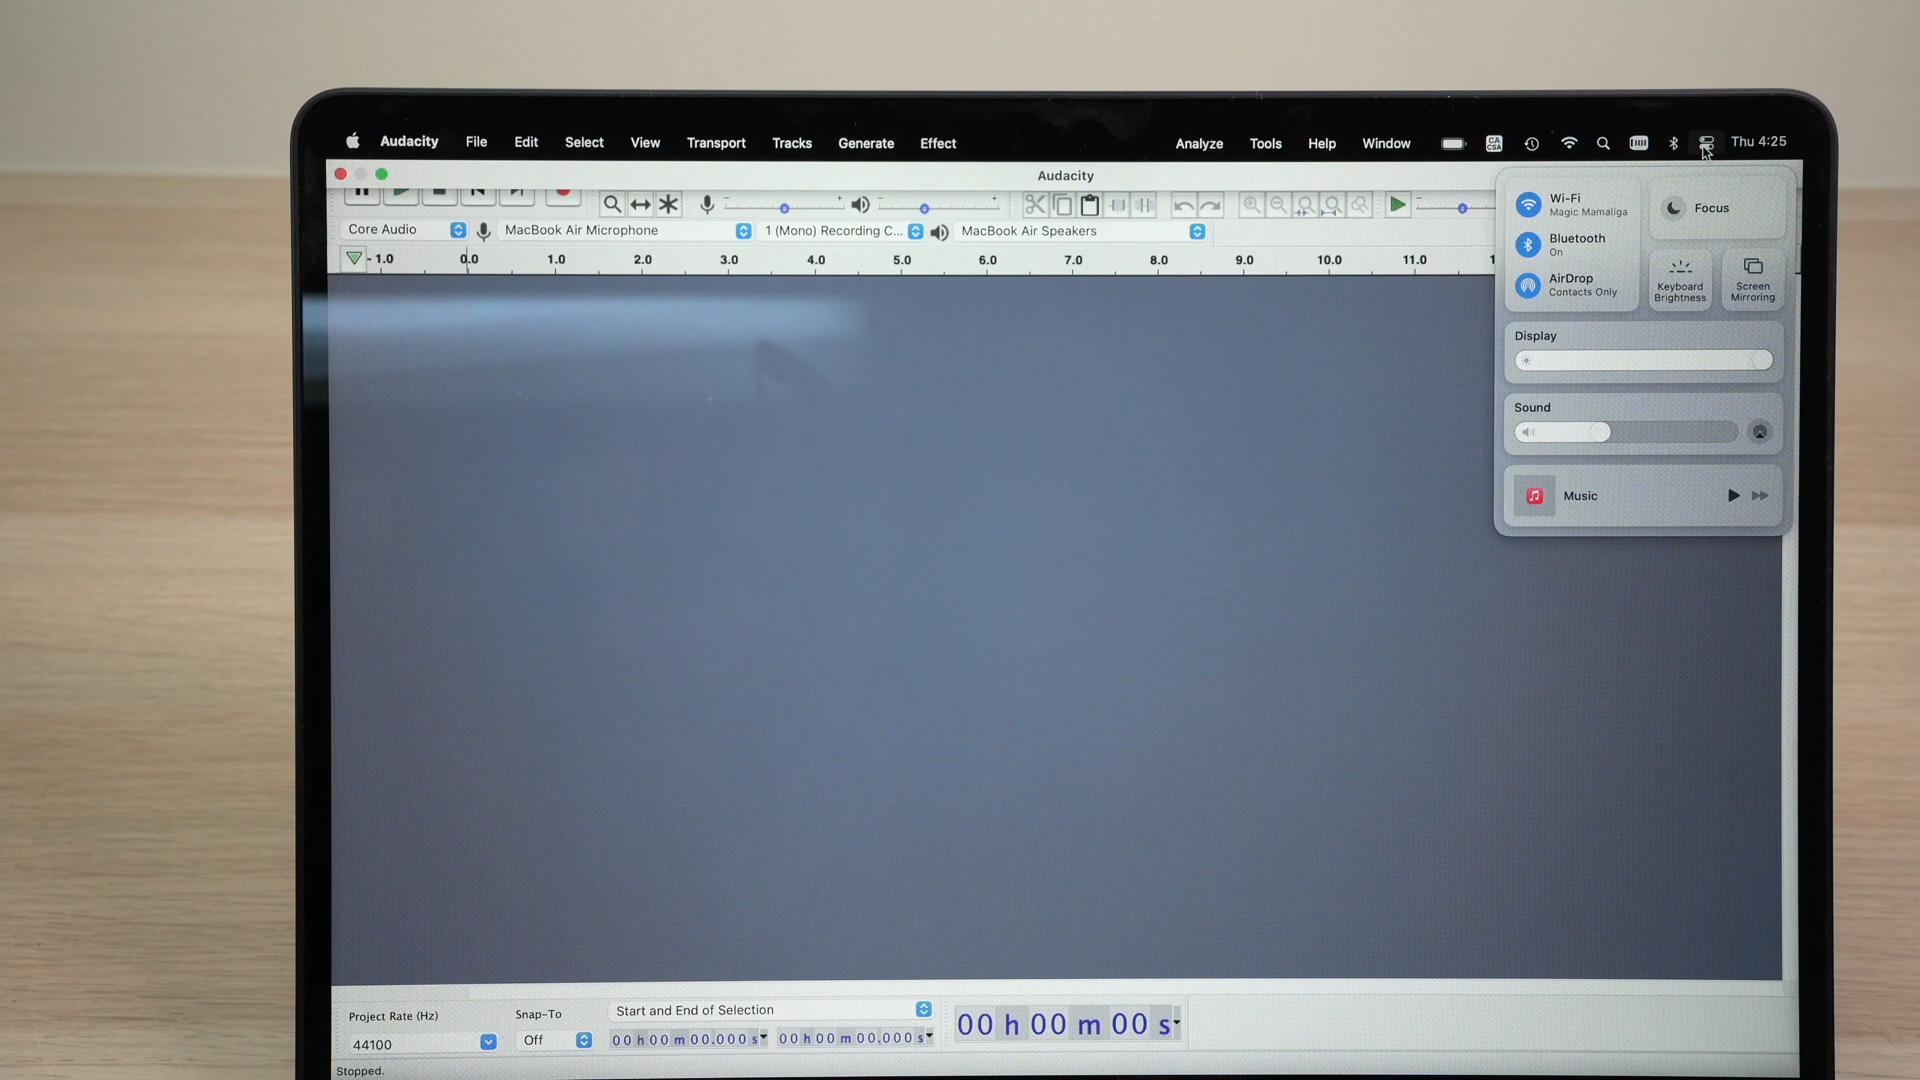 Audacity File Edit Select View Transport Tracks Generate Effect Analyze Tools Help Window CA CSA Thu 4:25
Audacity
Core Audio MacBook Air Microphone 1 (Mono) Recording C... MacBook Air Speakers
- 1.0 0.0 1.0 2.0 3.0 4.0 5.0 6.0 7.0 8.0 9.0 10.0 11.0 1
Wi-Fi
Magic Mamaliga
Bluetooth
On
AirDrop
Contacts Only
Focus
Keyboard
Brightness
Screen
Mirroring
Display
Sound
Music
Project Rate (Hz)
44100
Snap-To
Off
Start and End of Selection
00 h 00 m 00.000 s 00 h 00 m 00.000 s
00 h 00 m 00 s
Stopped.